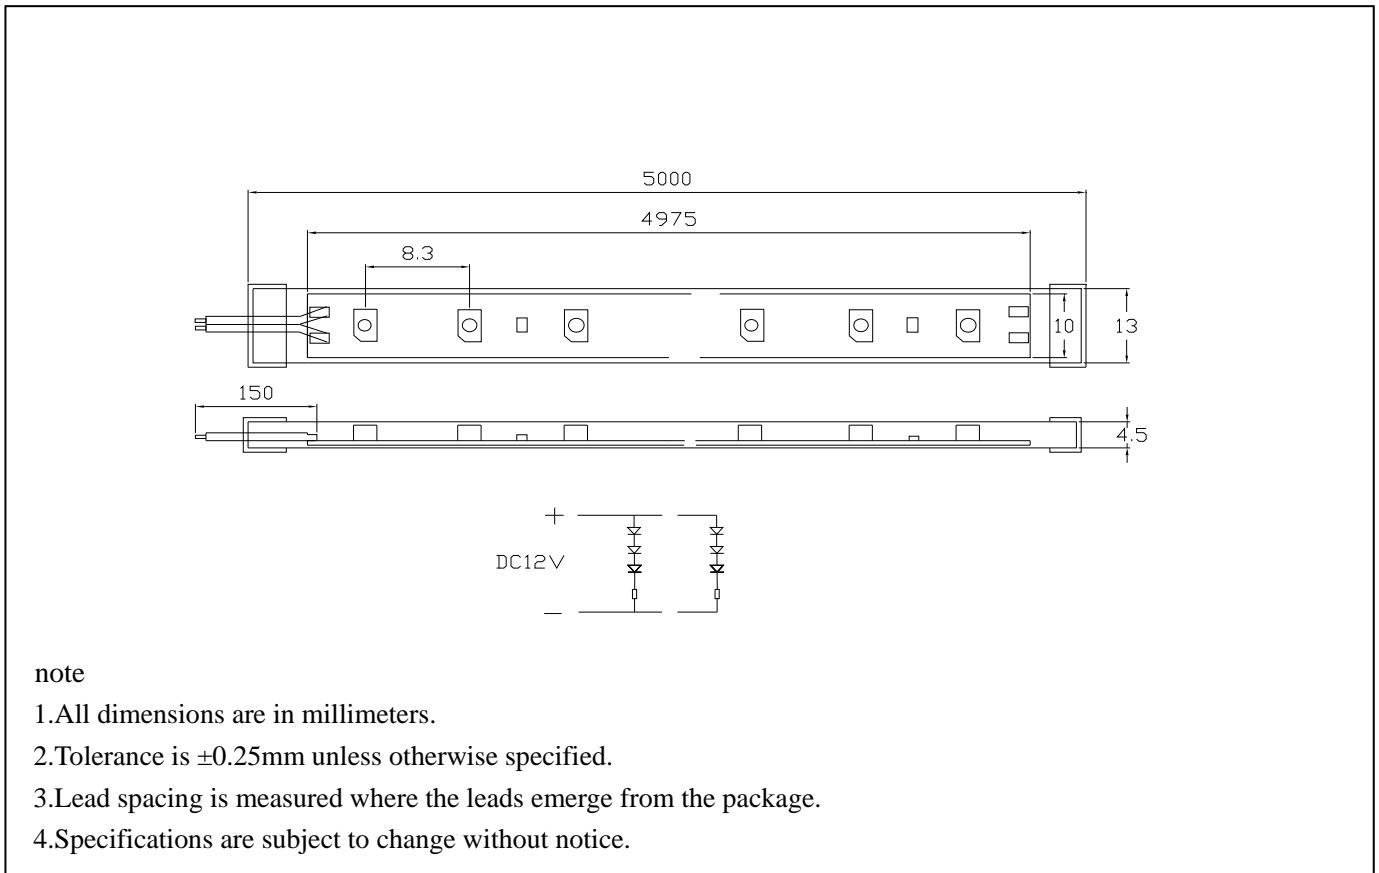 5000
4975
8.3
10
13
150
4.5
+
DC12V
—
note
1.All dimensions are in millimeters.
2.Tolerance is ±0.25mm unless otherwise specified.
3.Lead spacing is measured where the leads emerge from the package.
4.Specifications are subject to change without notice.